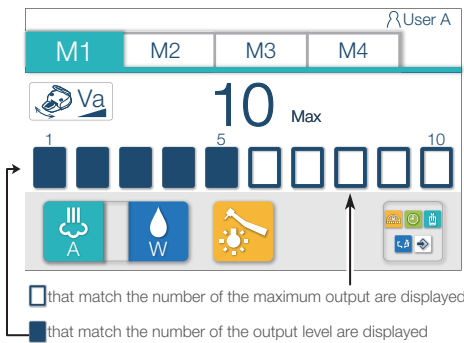 User A
M1 M2 M3 M4
Va
10 Max
1 5 10
A W
that match the number of the maximum output are displayed
that match the number of the output level are displayed